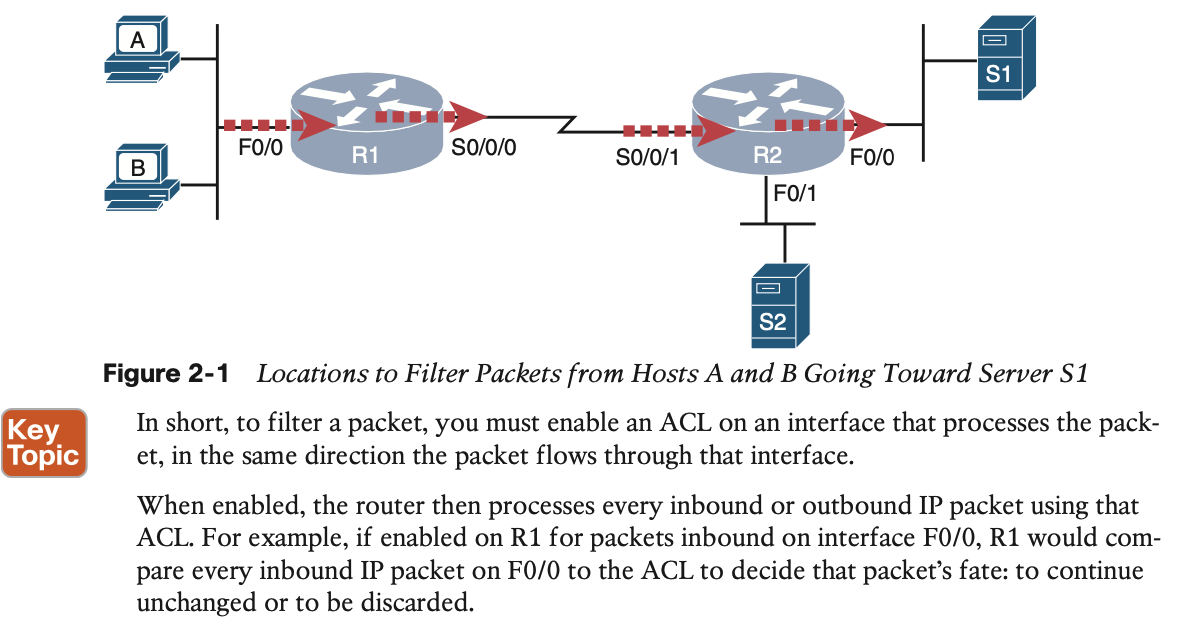 A
S1
F0/0
R1
S0/0/0
S0/0/1
R2
F0/0
B
F0/1
S2
Figure 2-1 Locations to Filter Packets from Hosts A and B Going Toward Server S1
Key
Topic
In short, to filter a packet, you must enable an ACL on an interface that processes the pack-
et, in the same direction the packet flows through that interface.
When enabled, the router then processes every inbound or outbound IP packet using that
ACL. For example, if enabled on R1 for packets inbound on interface F0/0, R1 would com-
pare every inbound IP packet on F0/0 to the ACL to decide that packet’s fate: to continue
unchanged or to be discarded.